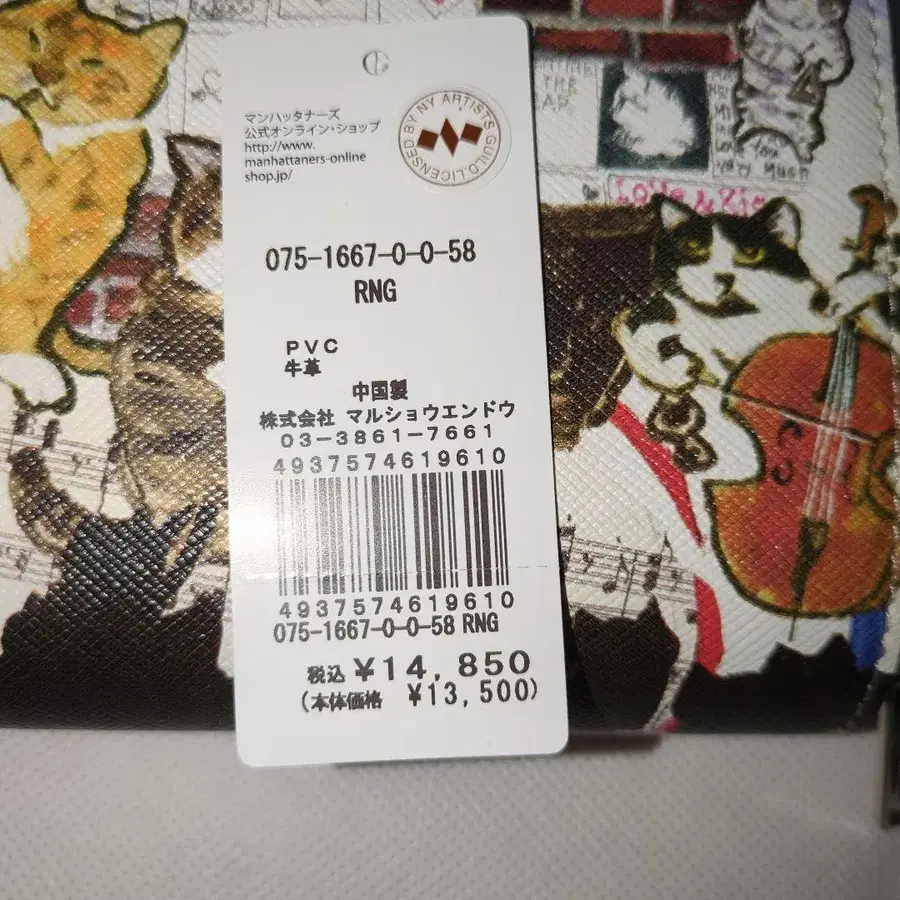 マンハッタナーズ
公式オンライン・ショップ
http://www.
manhattaners-online
shop.jp/
LICENSED BY NY ARTISTS GUILD.
075-1667-0-0-58
RNG
PVC
牛革
中国製
株式会社 マルショウエンドウ
03-3861-7661
4937574619610
4937574619610
075-1667-0-0-58 RNG
税込 ¥14,850
(本体価格 ¥13,500)
THE
Love &
very Much